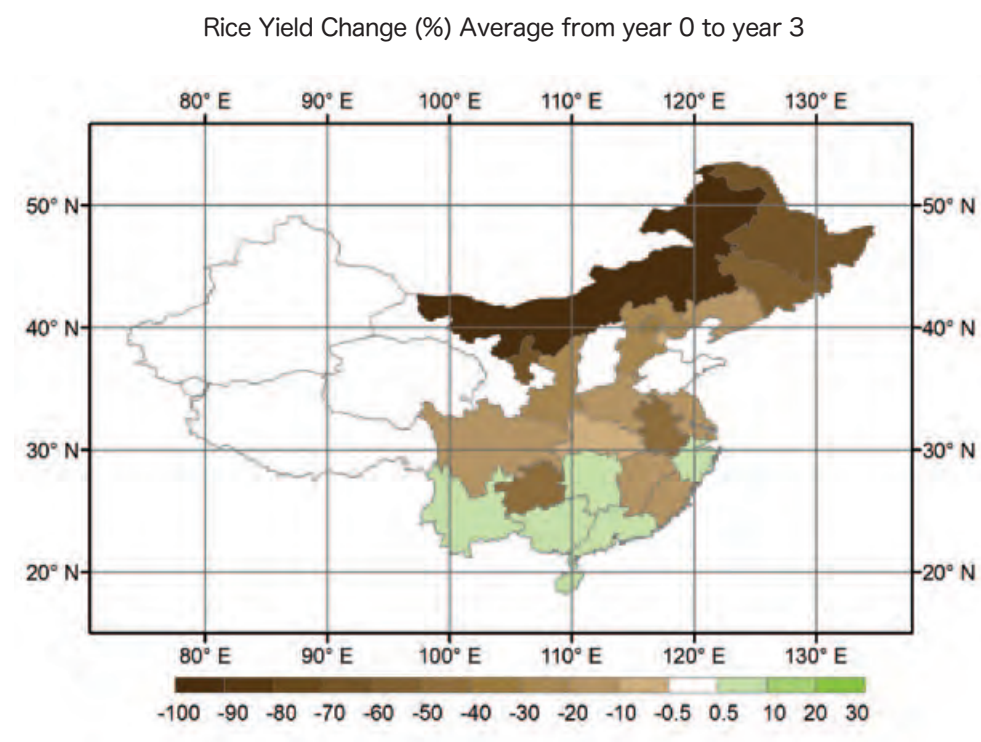 Rice Yield Change (%) Average from year 0 to year 3
80° E 90° E 100° E 110° E 120° E 130° E
50° N 50° N
40° N 40° N
30° N 30° N
20° N 20° N
80° E 90° E 100° E 110° E 120° E 130° E
-100 -90 -80 -70 -60 -50 -40 -30 -20 -10 -0.5 0.5 10 20 30